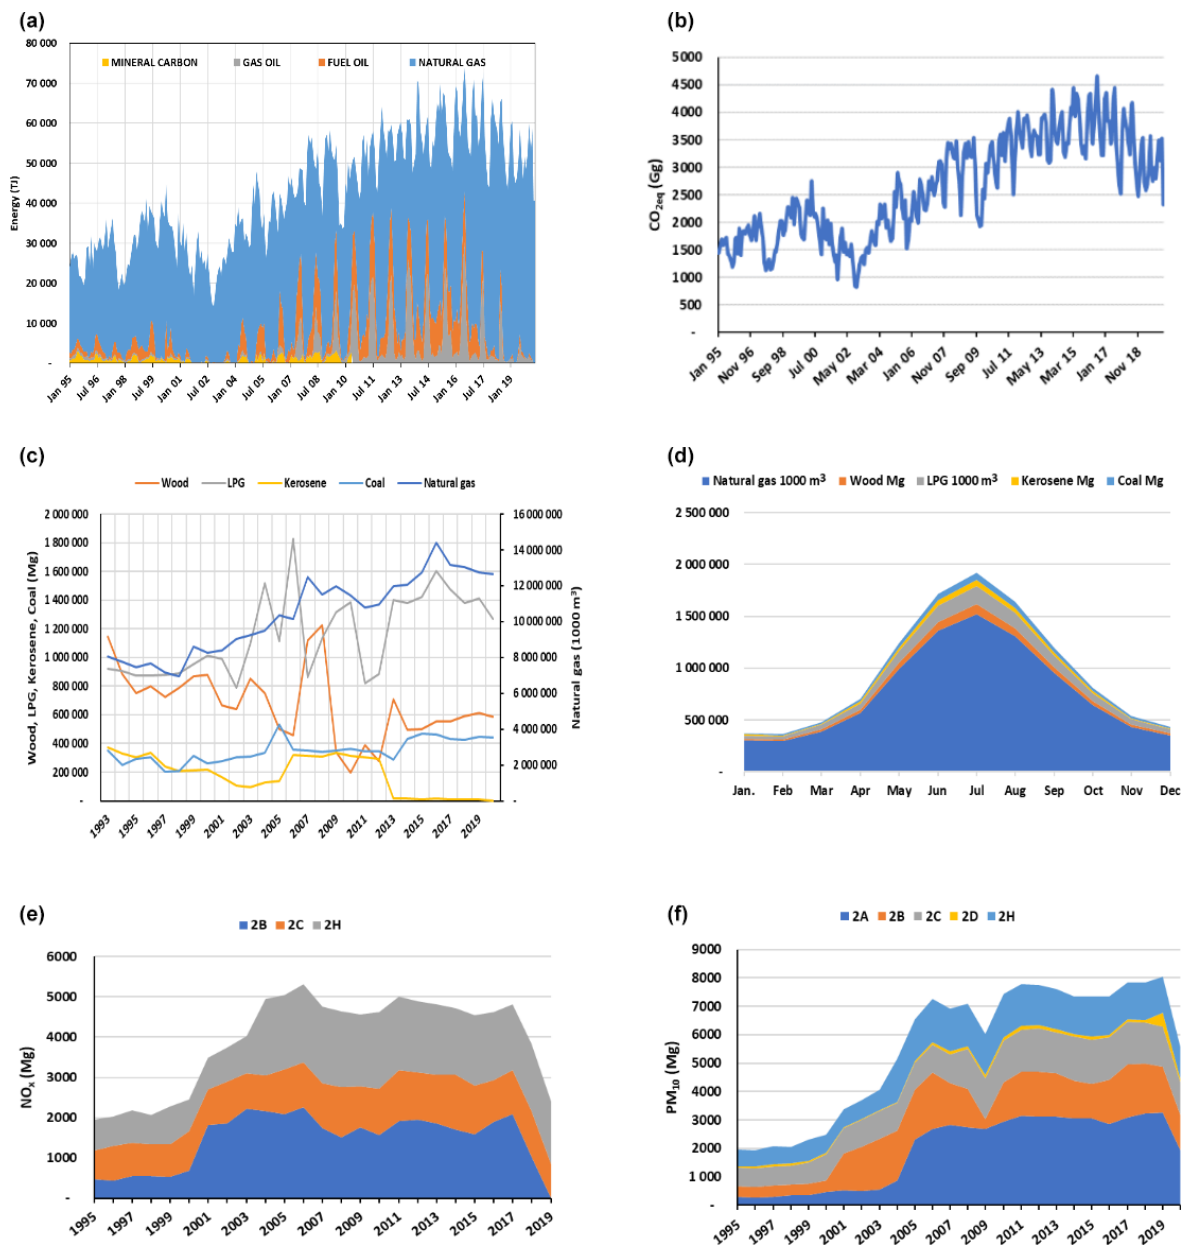 (a)
80 000
MINERAL CARBON GAS OIL FUEL OIL NATURAL GAS
70 000
60 000
50 000
40 000
30 000
20 000
10 000
-
Energy (TJ)
Jan 95 Jul 96 Jan 98 Jul 99 Jan 01 Jul 02 Jan 04 Jul 05 Jan 07 Jul 08 Jan 10 Jul 11 Jan 13 Jul 14 Jan 16 Jul 17 Jan 19
(b)
5000
4500
4000
3500
3000
2500
2000
1500
1000
500
-
CO2eq (Gg)
Jan 95 Nov 96 Sep 98 Jul 00 May 02 Mar 04 Jan 06 Nov 07 Sep 09 Jul 11 May 13 Mar 15 Jan 17 Nov 18
(c)
Wood LPG Kerosene Coal Natural gas
2 000 000
1 800 000
1 600 000
1 400 000
1 200 000
1 000 000
800 000
600 000
400 000
200 000
-
Wood, LPG, Kerosene, Coal (Mg)
16 000 000
14 000 000
12 000 000
10 000 000
8 000 000
6 000 000
4 000 000
2 000 000
-
Natural gas (1000 m³)
1993 1995 1997 1999 2001 2003 2005 2007 2009 2011 2013 2015 2017 2019
(d)
Natural gas 1000 m³ Wood Mg LPG 1000 m³ Kerosene Mg Coal Mg
2 500 000
2 000 000
1 500 000
1 000 000
500 000
-
Jan. Feb Mar Apr May Jun Jul Aug Sep Oct Nov Dec
(e)
2B 2C 2H
6000
5000
4000
3000
2000
1000
-
NOx (Mg)
1995 1997 1999 2001 2003 2005 2007 2009 2011 2013 2015 2017 2019
(f)
2A 2B 2C 2D 2H
9000
8000
7000
6000
5000
4000
3000
2000
1 000
-
PM10 (Mg)
1995 1997 1999 2001 2003 2005 2007 2009 2011 2013 2015 2017 2019